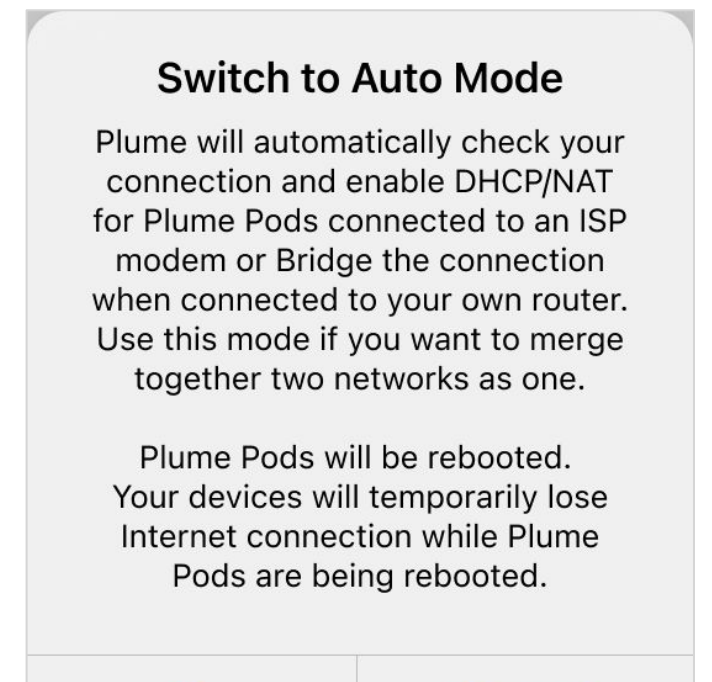 Switch to Auto Mode
Plume will automatically check your
connection and enable DHCP/NAT
for Plume Pods connected to an ISP
modem or Bridge the connection
when connected to your own router.
Use this mode if you want to merge
together two networks as one.
Plume Pods will be rebooted.
Your devices will temporarily lose
Internet connection while Plume
Pods are being rebooted.